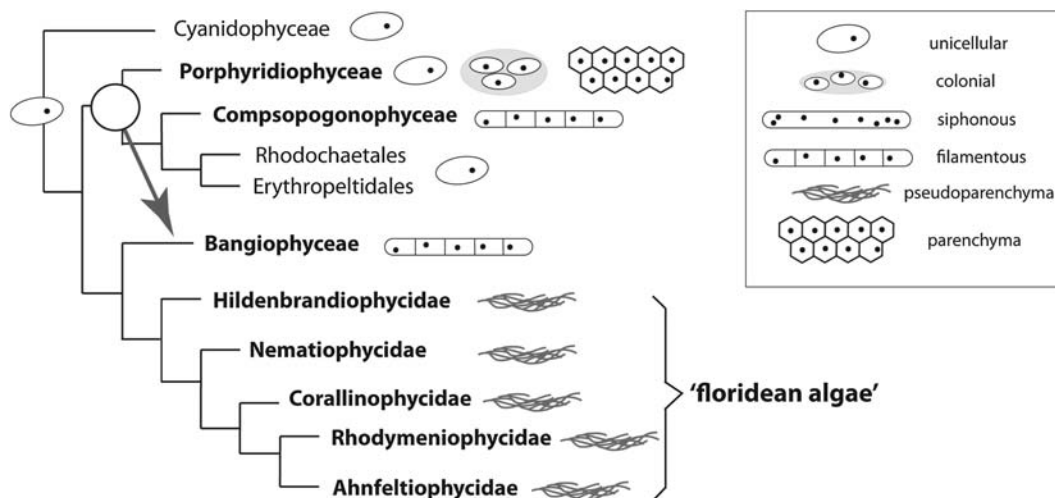 Cyanidophyceae
Porphyridiophyceae
Compsopogonophyceae
Rhodochaetales
Erythropeltidales
Bangiophyceae
Hildenbrandiophycidae
Nematiophycidae
Corallinophycidae
Rhodymeniophycidae
Ahnfeltiophycidae
'floridean algae'
unicellular
colonial
siphonous
filamentous
pseudoparenchyma
parenchyma